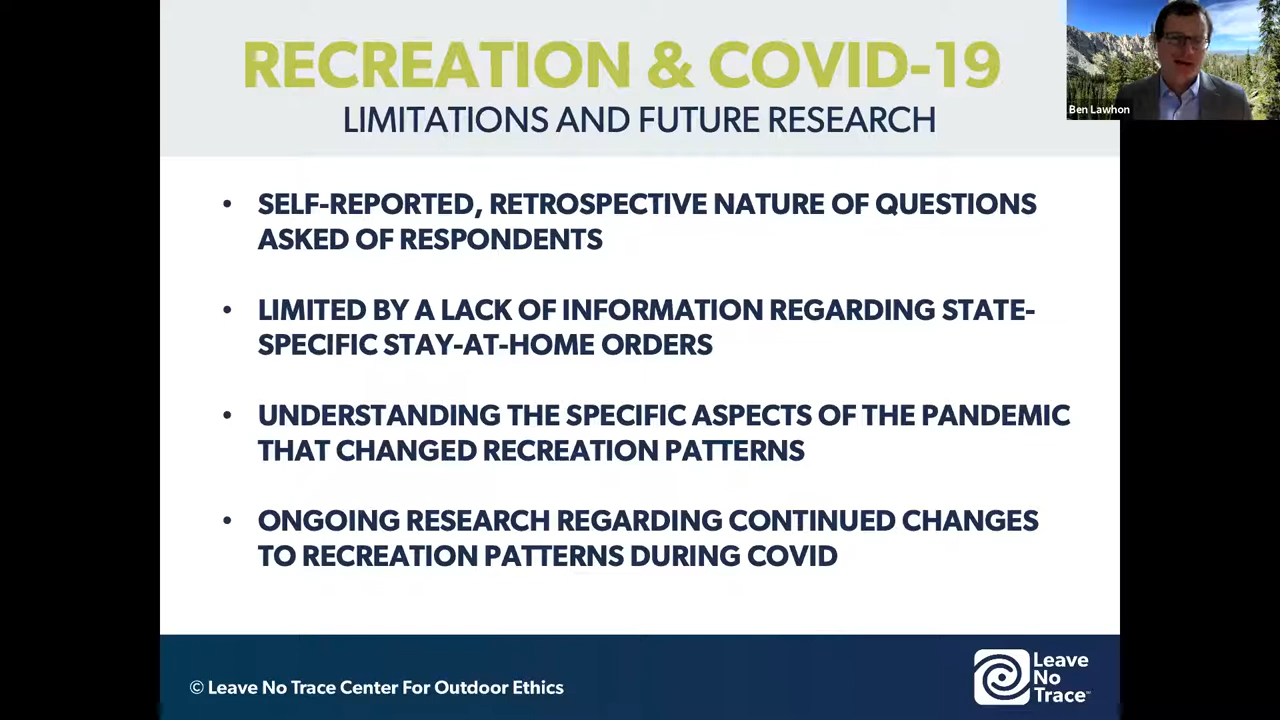 RECREATION & COVID-19
LIMITATIONS AND FUTURE RESEARCH
Ben Lawhon
• SELF-REPORTED, RETROSPECTIVE NATURE OF QUESTIONS
ASKED OF RESPONDENTS
• LIMITED BY A LACK OF INFORMATION REGARDING STATE-
SPECIFIC STAY-AT-HOME ORDERS
• UNDERSTANDING THE SPECIFIC ASPECTS OF THE PANDEMIC
THAT CHANGED RECREATION PATTERNS
• ONGOING RESEARCH REGARDING CONTINUED CHANGES
TO RECREATION PATTERNS DURING COVID
© Leave No Trace Center For Outdoor Ethics
Leave
No
Trace™